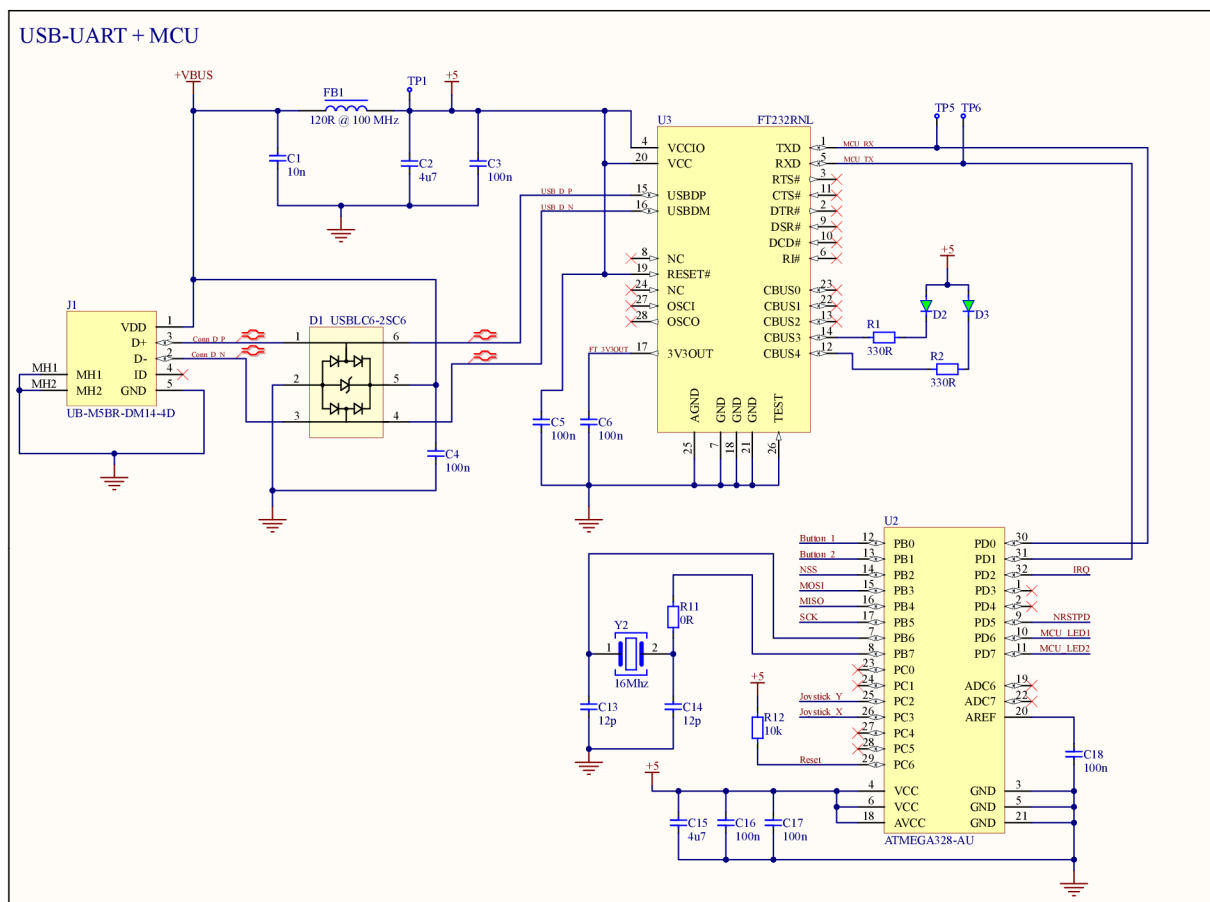 USB-UART + MCU
+VBUS
FB1
120R @ 100 MHz
TP1
+5
C1
10n
C2
4u7
C3
100n
U3
FT232RNL
4 VCCIO
20 VCC
15 USBDP
16 USBDM
8 NC
19 RESET#
24 NC
27 OSCI
28 OSCO
17 3V3OUT
TXD 1
RXD 5
RTS# 3
CTS# 11
DTR# 2
DSR# 9
DCD# 10
RI# 6
CBUS0 23
CBUS1 22
CBUS2 13
CBUS3 14
CBUS4 12
AGND 25
GND 7
GND 18
GND 21
TEST 26
USB_D_P
USB_D_N
FT_3V3OUT
MCU_RX
MCU_TX
TP5
TP6
+5
D2
D3
R1
330R
R2
330R
J1
VDD 1
D+ 3
D- 2
ID 4
GND 5
MH1 MH1
MH2 MH2
UB-M5BR-DM14-4D
Conn_D_P
Conn_D_N
D1 USBLC6-2SC6
1
2
3
6
5
4
C4
100n
C5
100n
C6
100n
U2
Button_1 12 PB0
Button_2 13 PB1
NSS 14 PB2
MOSI 15 PB3
MISO 16 PB4
SCK 17 PB5
7 PB6
8 PB7
23 PC0
24 PC1
Joystick_Y 25 PC2
Joystick_X 26 PC3
27 PC4
28 PC5
Reset 29 PC6
4 VCC
6 VCC
18 AVCC
PD0 30
PD1 31
PD2 32 IRQ
PD3 1
PD4 2
PD5 9 NRSTPD
PD6 10 MCU_LED1
PD7 11 MCU_LED2
ADC6 19
ADC7 22
AREF 20
GND 3
GND 5
GND 21
ATMEGA328-AU
R11
0R
Y2
1
2
16Mhz
C13
12p
C14
12p
+5
R12
10k
+5
C15
4u7
C16
100n
C17
100n
C18
100n